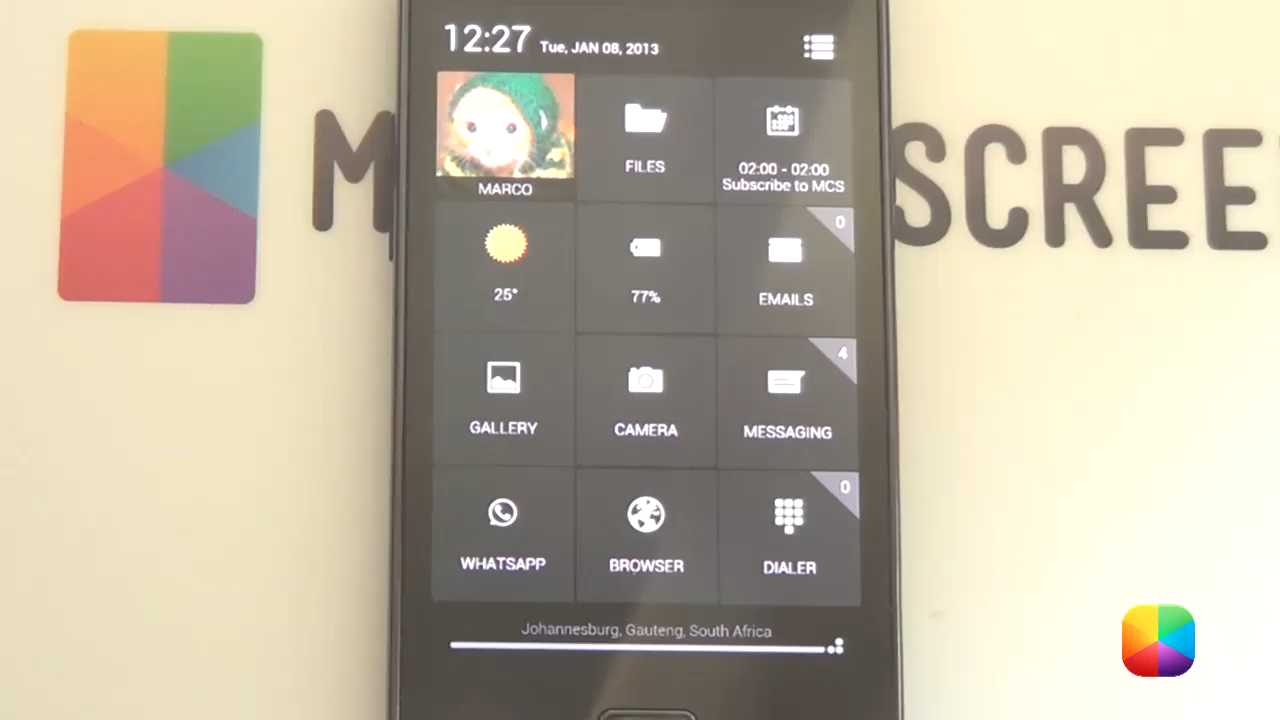 12:27 Tue, JAN 08, 2013
M SCREE
MARCO
FILES
02:00 - 02:00
Subscribe to MCS
25°
77%
0
EMAILS
GALLERY
CAMERA
4
MESSAGING
WHATSAPP
BROWSER
0
DIALER
Johannesburg, Gauteng, South Africa